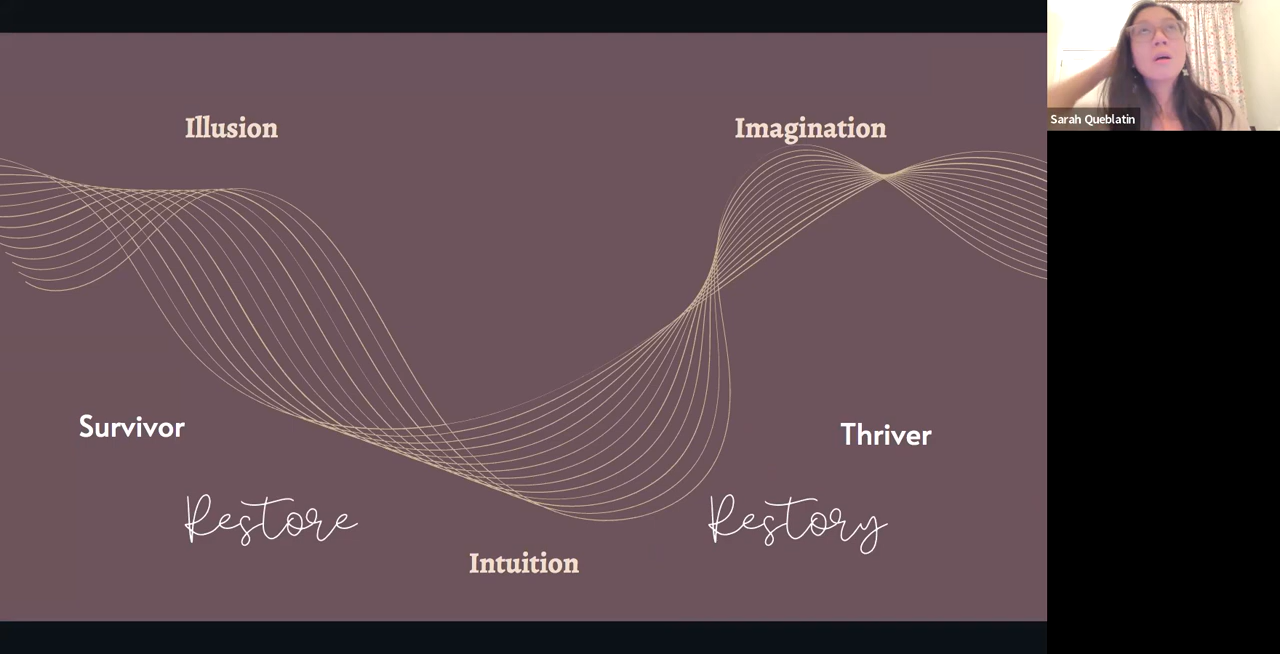 Illusion
Imagination
Sarah Queblatin
Survivor
Thriver
Restore
Restory
Intuition